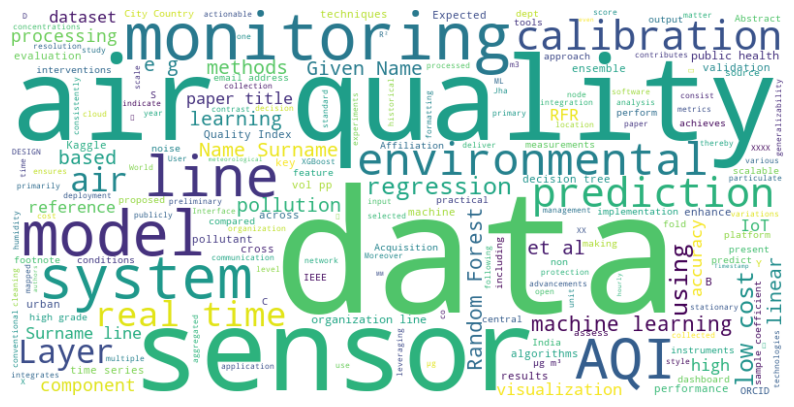 D
concentrations
resolution
study
City Country
techniques
actionable
tools
R²
Expected
particulate
matter
one
output
score
dept
Abstract
dataset
processing
evaluation
interventions
monitoring
calibration
e g
methods
Given Name
approach
contributes
public health
ensemble
validation
scale
email address
processed
ML
Jha
formatting
historical
software
analysis
primary
source
node
integration
location
collection
air quality
paper title
learning
Quality Index
Affiliation
RFR
consist
metrics
achieves
thereby
experiments
paper
XXXX
various
generalizability
consistently
contrast
decision
indicate
year
cloud
S
standard
deliver
measurements
perform
Kaggle
based
noise
User
meteorological
Name Surname
key
XGBoost
feature
environmental
DESIGN
time
air
line
ensures
World
deployment
primarily
proposed
preliminary
interface
cost
publicly
vol pp
input
selected
regression
decision tree
scalable
prediction
reference
pollution
compared
organization
across
machine
practical
implementation
enhance
IoT
humidity
footnote
conditions
pollutant
cross
Acquisition
Moreover
management
fold
variations
platform
model
data
et al
using
accuracy
linear
present
predict
Timestamp
Y
mapped
authors
communication
level
network
including
following
XX
making
non
protection
advancements
open
hourly
conventional
cleaning
urban
system
IEEE
Random Forest
B
low cost
high grade
real time
C
unit
stationary
Surname line
aggregated
organization line
central
machine learning
sample
coefficient
Layer
sensor
India
assess
instruments
AQI
high
algorithms
µg m³
collected
style
technologies
time series
multiple
component
integrates
application
use
leveraging
co
results
visualization
dashboard
performance
ORCID
x